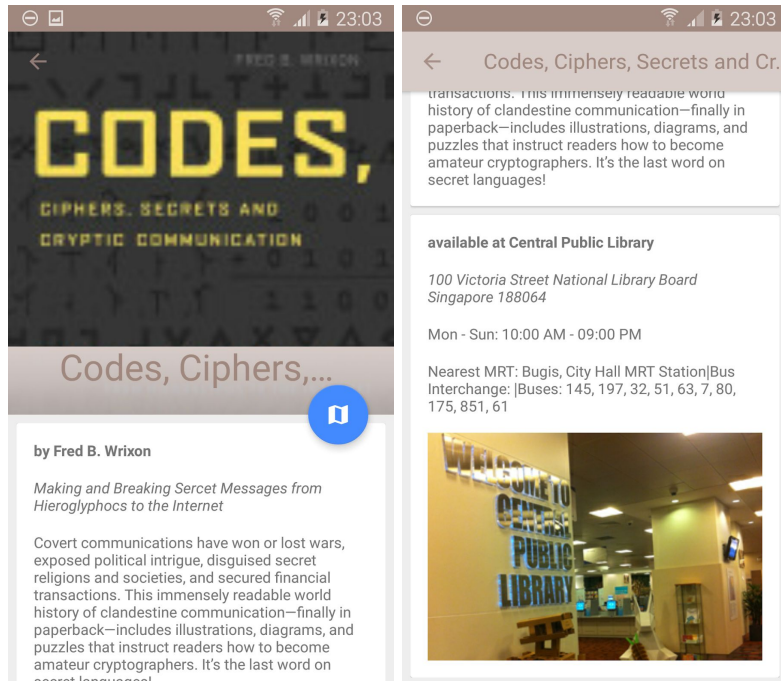 23:03
FRED B. WRIXON
CODES,
CIPHERS, SECRETS AND
CRYPTIC COMMUNICATION
Codes, Ciphers,...
by Fred B. Wrixon
Making and Breaking Sercet Messages from
Hieroglyphocs to the Internet
Covert communications have won or lost wars,
exposed political intrigue, disguised secret
religions and societies, and secured financial
transactions. This immensely readable world
history of clandestine communication—finally in
paperback—includes illustrations, diagrams, and
puzzles that instruct readers how to become
amateur cryptographers. It's the last word on
secret languages!
23:03
Codes, Ciphers, Secrets and Cr.
transactions. This immensely readable world
history of clandestine communication—finally in
paperback—includes illustrations, diagrams, and
puzzles that instruct readers how to become
amateur cryptographers. It's the last word on
secret languages!
available at Central Public Library
100 Victoria Street National Library Board
Singapore 188064
Mon - Sun: 10:00 AM - 09:00 PM
Nearest MRT: Bugis, City Hall MRT Station|Bus
Interchange: |Buses: 145, 197, 32, 51, 63, 7, 80,
175, 851, 61
WELCOME TO
CENTRAL
PUBLIC
LIBRARY